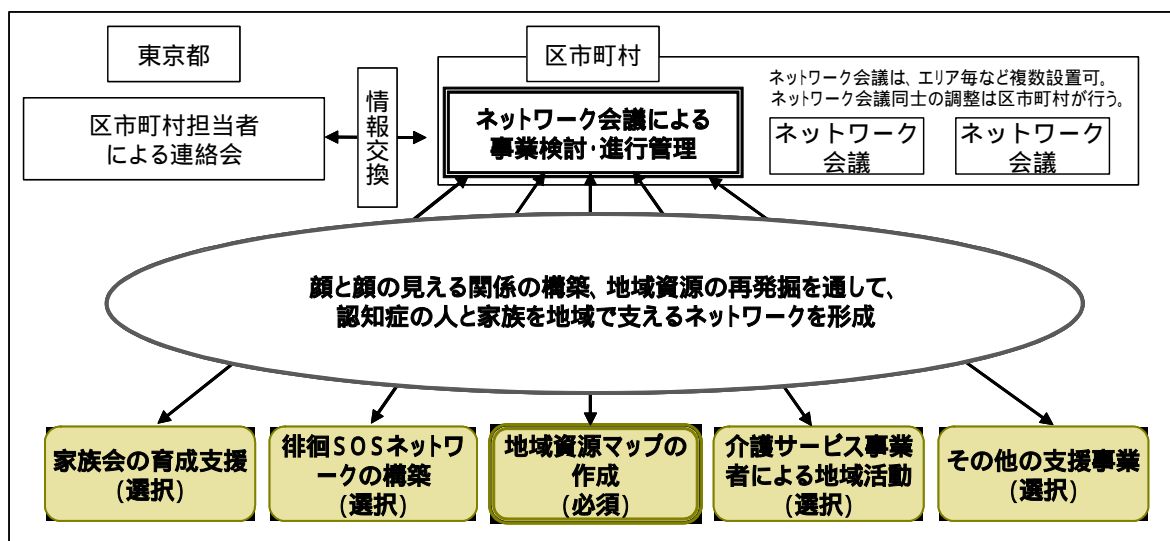 東京都
区市町村
ネットワーク会議は、エリア毎など複数設置可。
ネットワーク会議同士の調整は区市町村が行う。
区市町村担当者
による連絡会
情報交換
ネットワーク会議による
事業検討・進行管理
ネットワーク
会議
ネットワーク
会議
顔と顔の見える関係の構築、地域資源の再発掘を通して、
認知症の人と家族を地域で支えるネットワークを形成
家族会の育成支援
(選択)
徘徊SOSネットワ
ークの構築
(選択)
地域資源マップの
作成
(必須)
介護サービス事業
者による地域活動
(選択)
その他の支援事業
(選択)